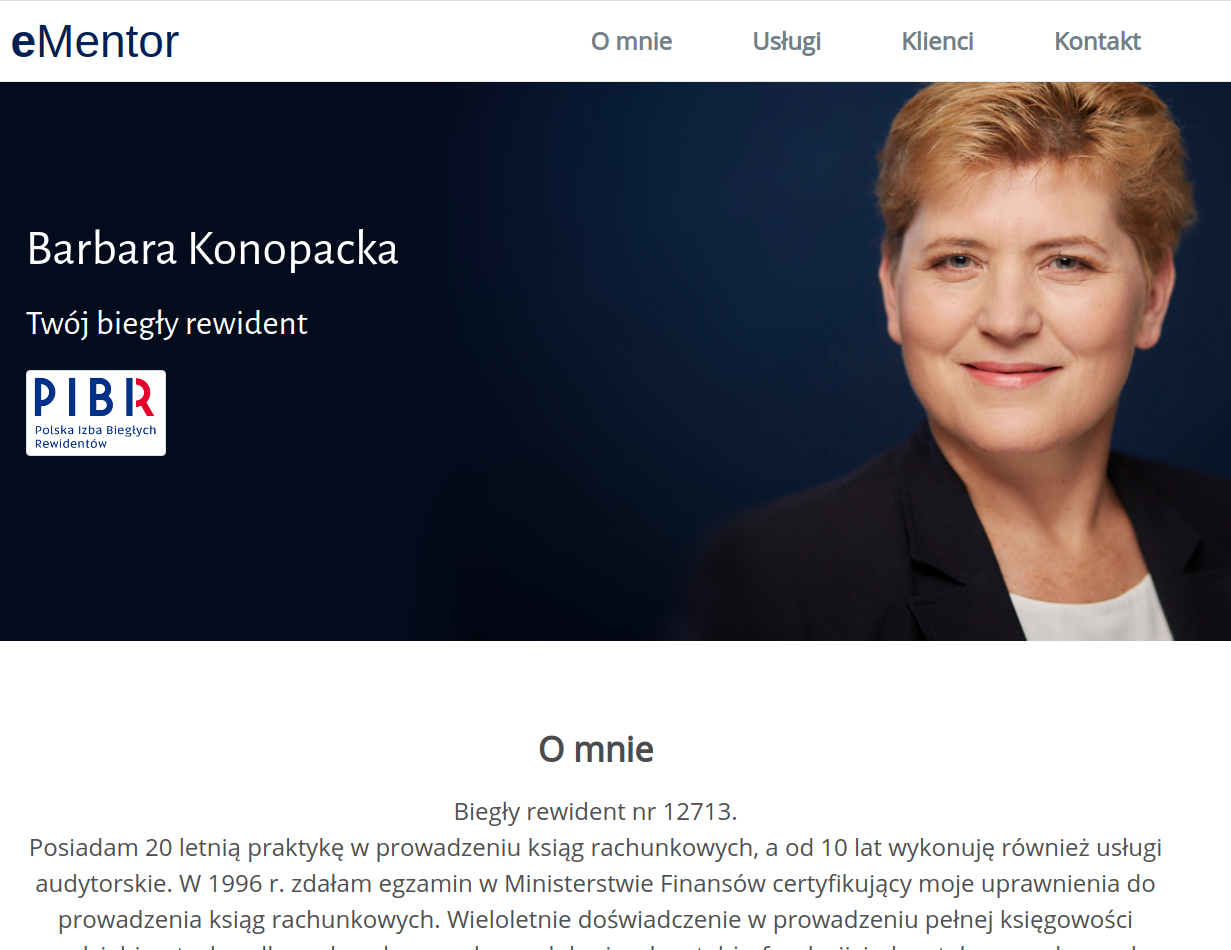 eMentor
O mnie Usługi Klienci Kontakt
Barbara Konopacka
Twój biegły rewident
PIBR
Polska Izba Biegłych
Rewidentów
O mnie
Biegły rewident nr 12713.
Posiadam 20 letnią praktykę w prowadzeniu ksiąg rachunkowych, a od 10 lat wykonuję również usługi
audytorskie. W 1996 r. zdałam egzamin w Ministerstwie Finansów certyfikujący moje uprawnienia do
prowadzenia ksiąg rachunkowych. Wieloletnie doświadczenie w prowadzeniu pełnej księgowości